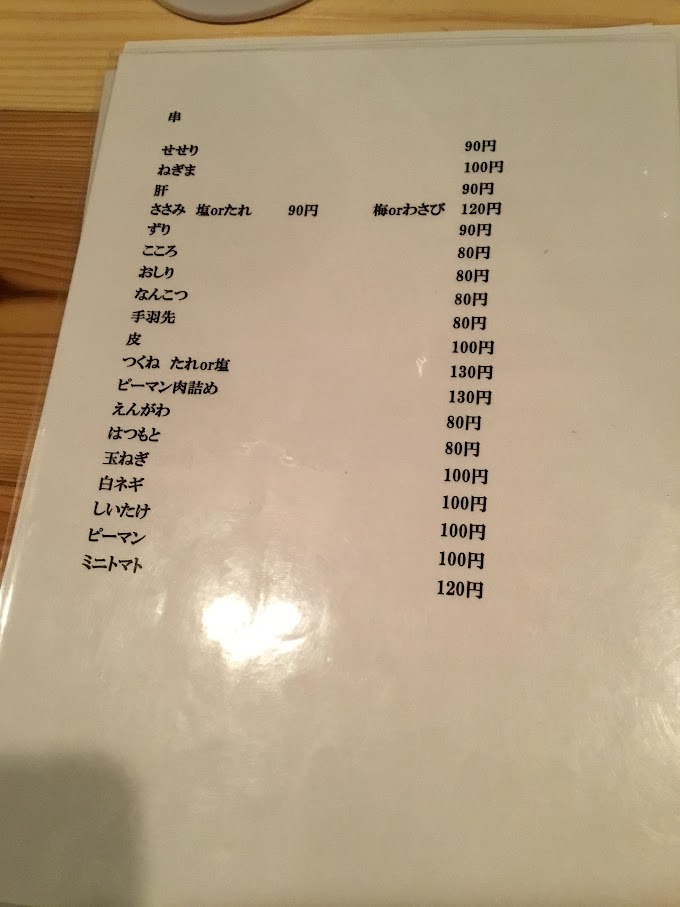 串
せせり 90円
ねぎま 100円
肝 90円
ささみ 塩orたれ 90円 梅orわさび 120円
ずり 90円
こころ 80円
おしり 80円
なんこつ 80円
手羽先 80円
皮 100円
つくね たれor塩 130円
ピーマン肉詰め 130円
えんがわ 80円
はつもと 80円
玉ねぎ 100円
白ネギ 100円
しいたけ 100円
ピーマン 100円
ミニトマト 120円